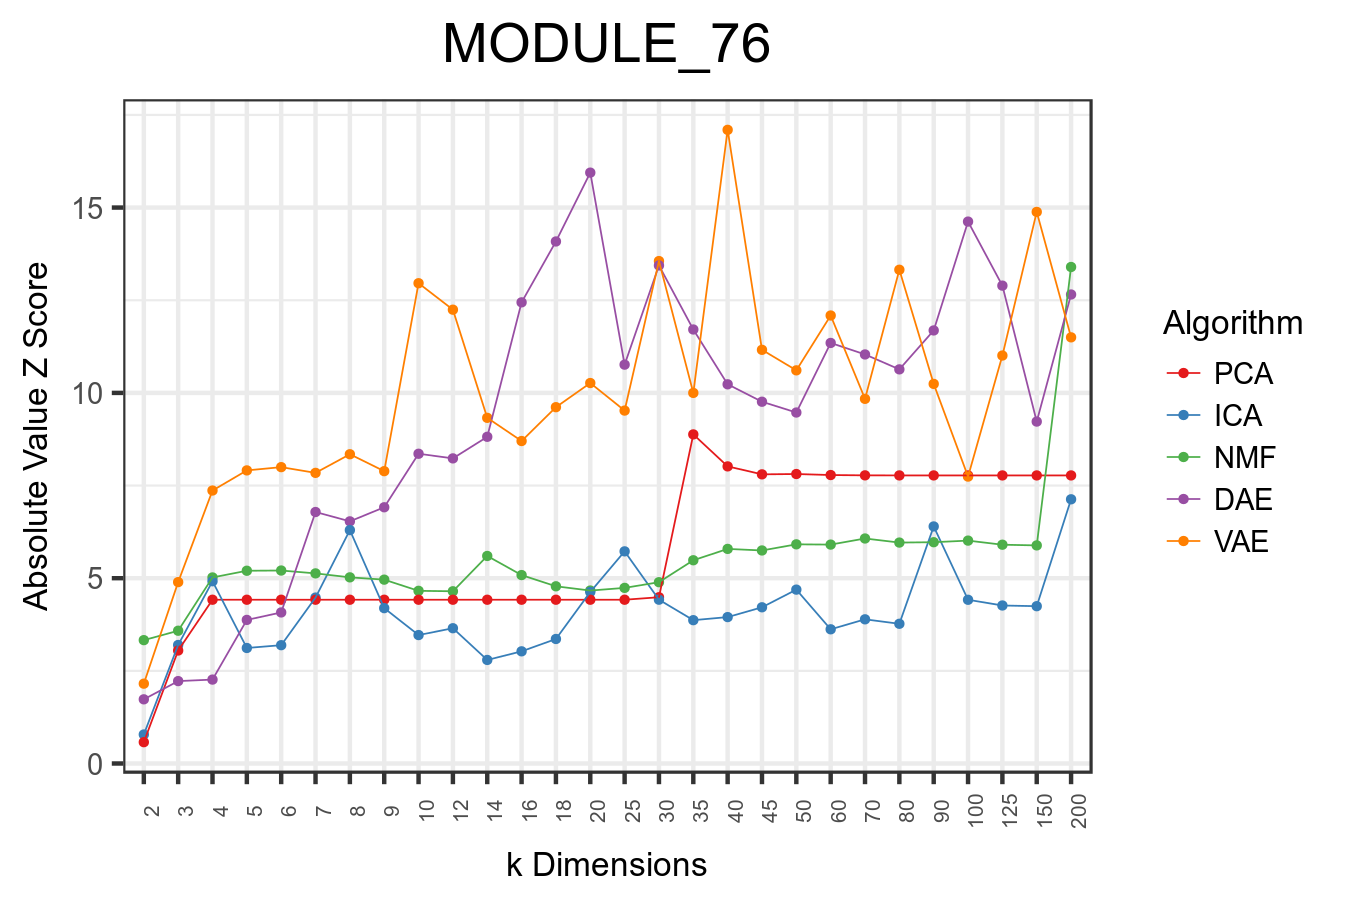 MODULE_76
Absolute Value Z Score
15
10
5
0
2 3 4 5 6 7 8 9 10 12 14 16 18 20 25 30 35 40 45 50 60 70 80 90 100 125 150 200
k Dimensions
Algorithm
PCA
ICA
NMF
DAE
VAE